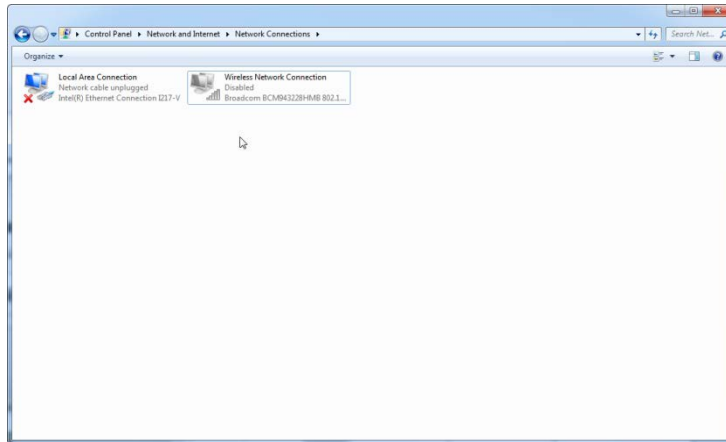 Control Panel ▸ Network and Internet ▸ Network Connections ▸
Search Net...
Organize
Local Area Connection
Network cable unplugged
Intel(R) Ethernet Connection I217-V
Wireless Network Connection
Disabled
Broadcom BCM943228HMB 802.1...